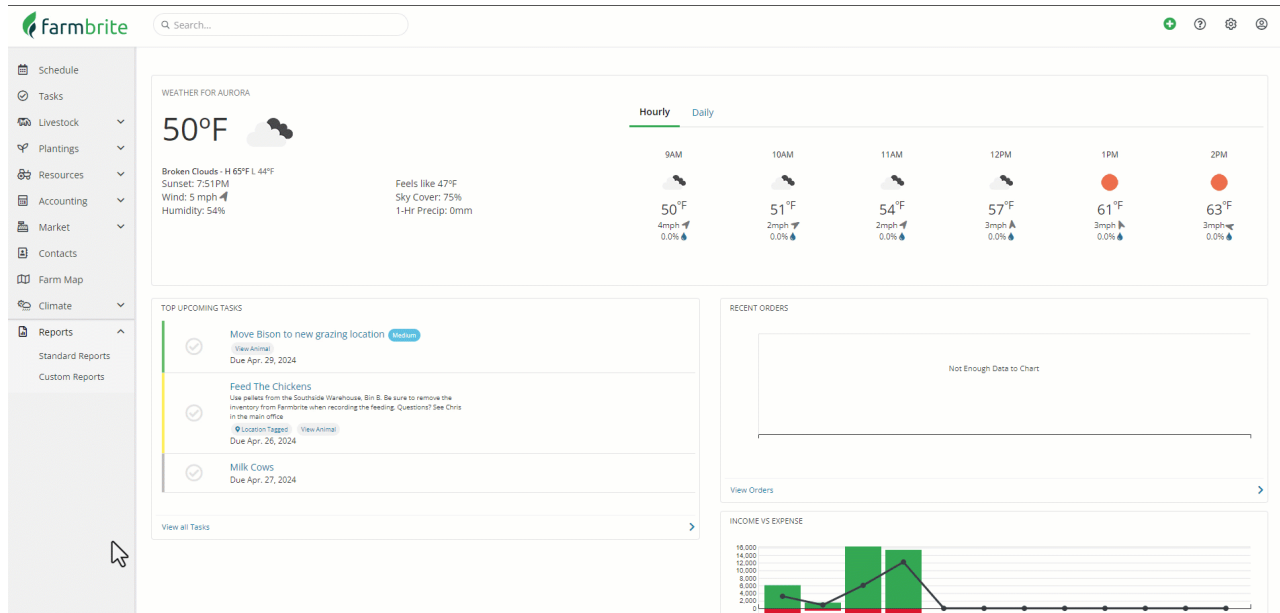 farmbrite
Search...
Schedule
Tasks
Livestock
Plantings
Resources
Accounting
Market
Contacts
Farm Map
Climate
Reports
Standard Reports
Custom Reports
WEATHER FOR AURORA
50°F
Broken Clouds - H 65°F L 44°F
Sunset: 7:51PM
Wind: 5 mph
Humidity: 54%
Feels like 47°F
Sky Cover: 75%
1-Hr Precip: 0mm
Hourly Daily
9AM 10AM 11AM 12PM 1PM 2PM
50°F 51°F 54°F 57°F 61°F 63°F
4mph 2mph 2mph 3mph 3mph 3mph
0.0% 0.0% 0.0% 0.0% 0.0% 0.0%
TOP UPCOMING TASKS
Move Bison to new grazing location Medium
View Animal
Due Apr. 29, 2024
Feed The Chickens
Use pellets from the Southside Warehouse, Bin B. Be sure to remove the
inventory from Farmbrite when recording the feeding. Questions? See Chris
in the main office
Location Tagged View Animal
Due Apr. 26, 2024
Milk Cows
Due Apr. 27, 2024
View all Tasks
RECENT ORDERS
Not Enough Data to Chart
View Orders
INCOME VS EXPENSE
16,000
14,000
12,000
10,000
8,000
6,000
4,000
2,000
0